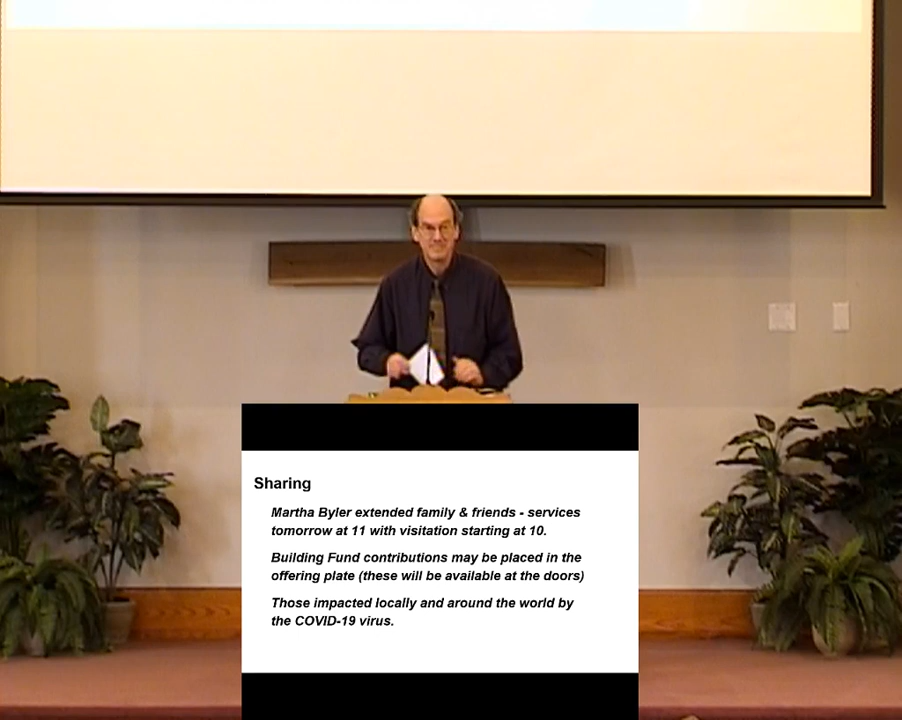 Sharing
Martha Byler extended family & friends - services
tomorrow at 11 with visitation starting at 10.
Building Fund contributions may be placed in the
offering plate (these will be available at the doors)
Those impacted locally and around the world by
the COVID-19 virus.